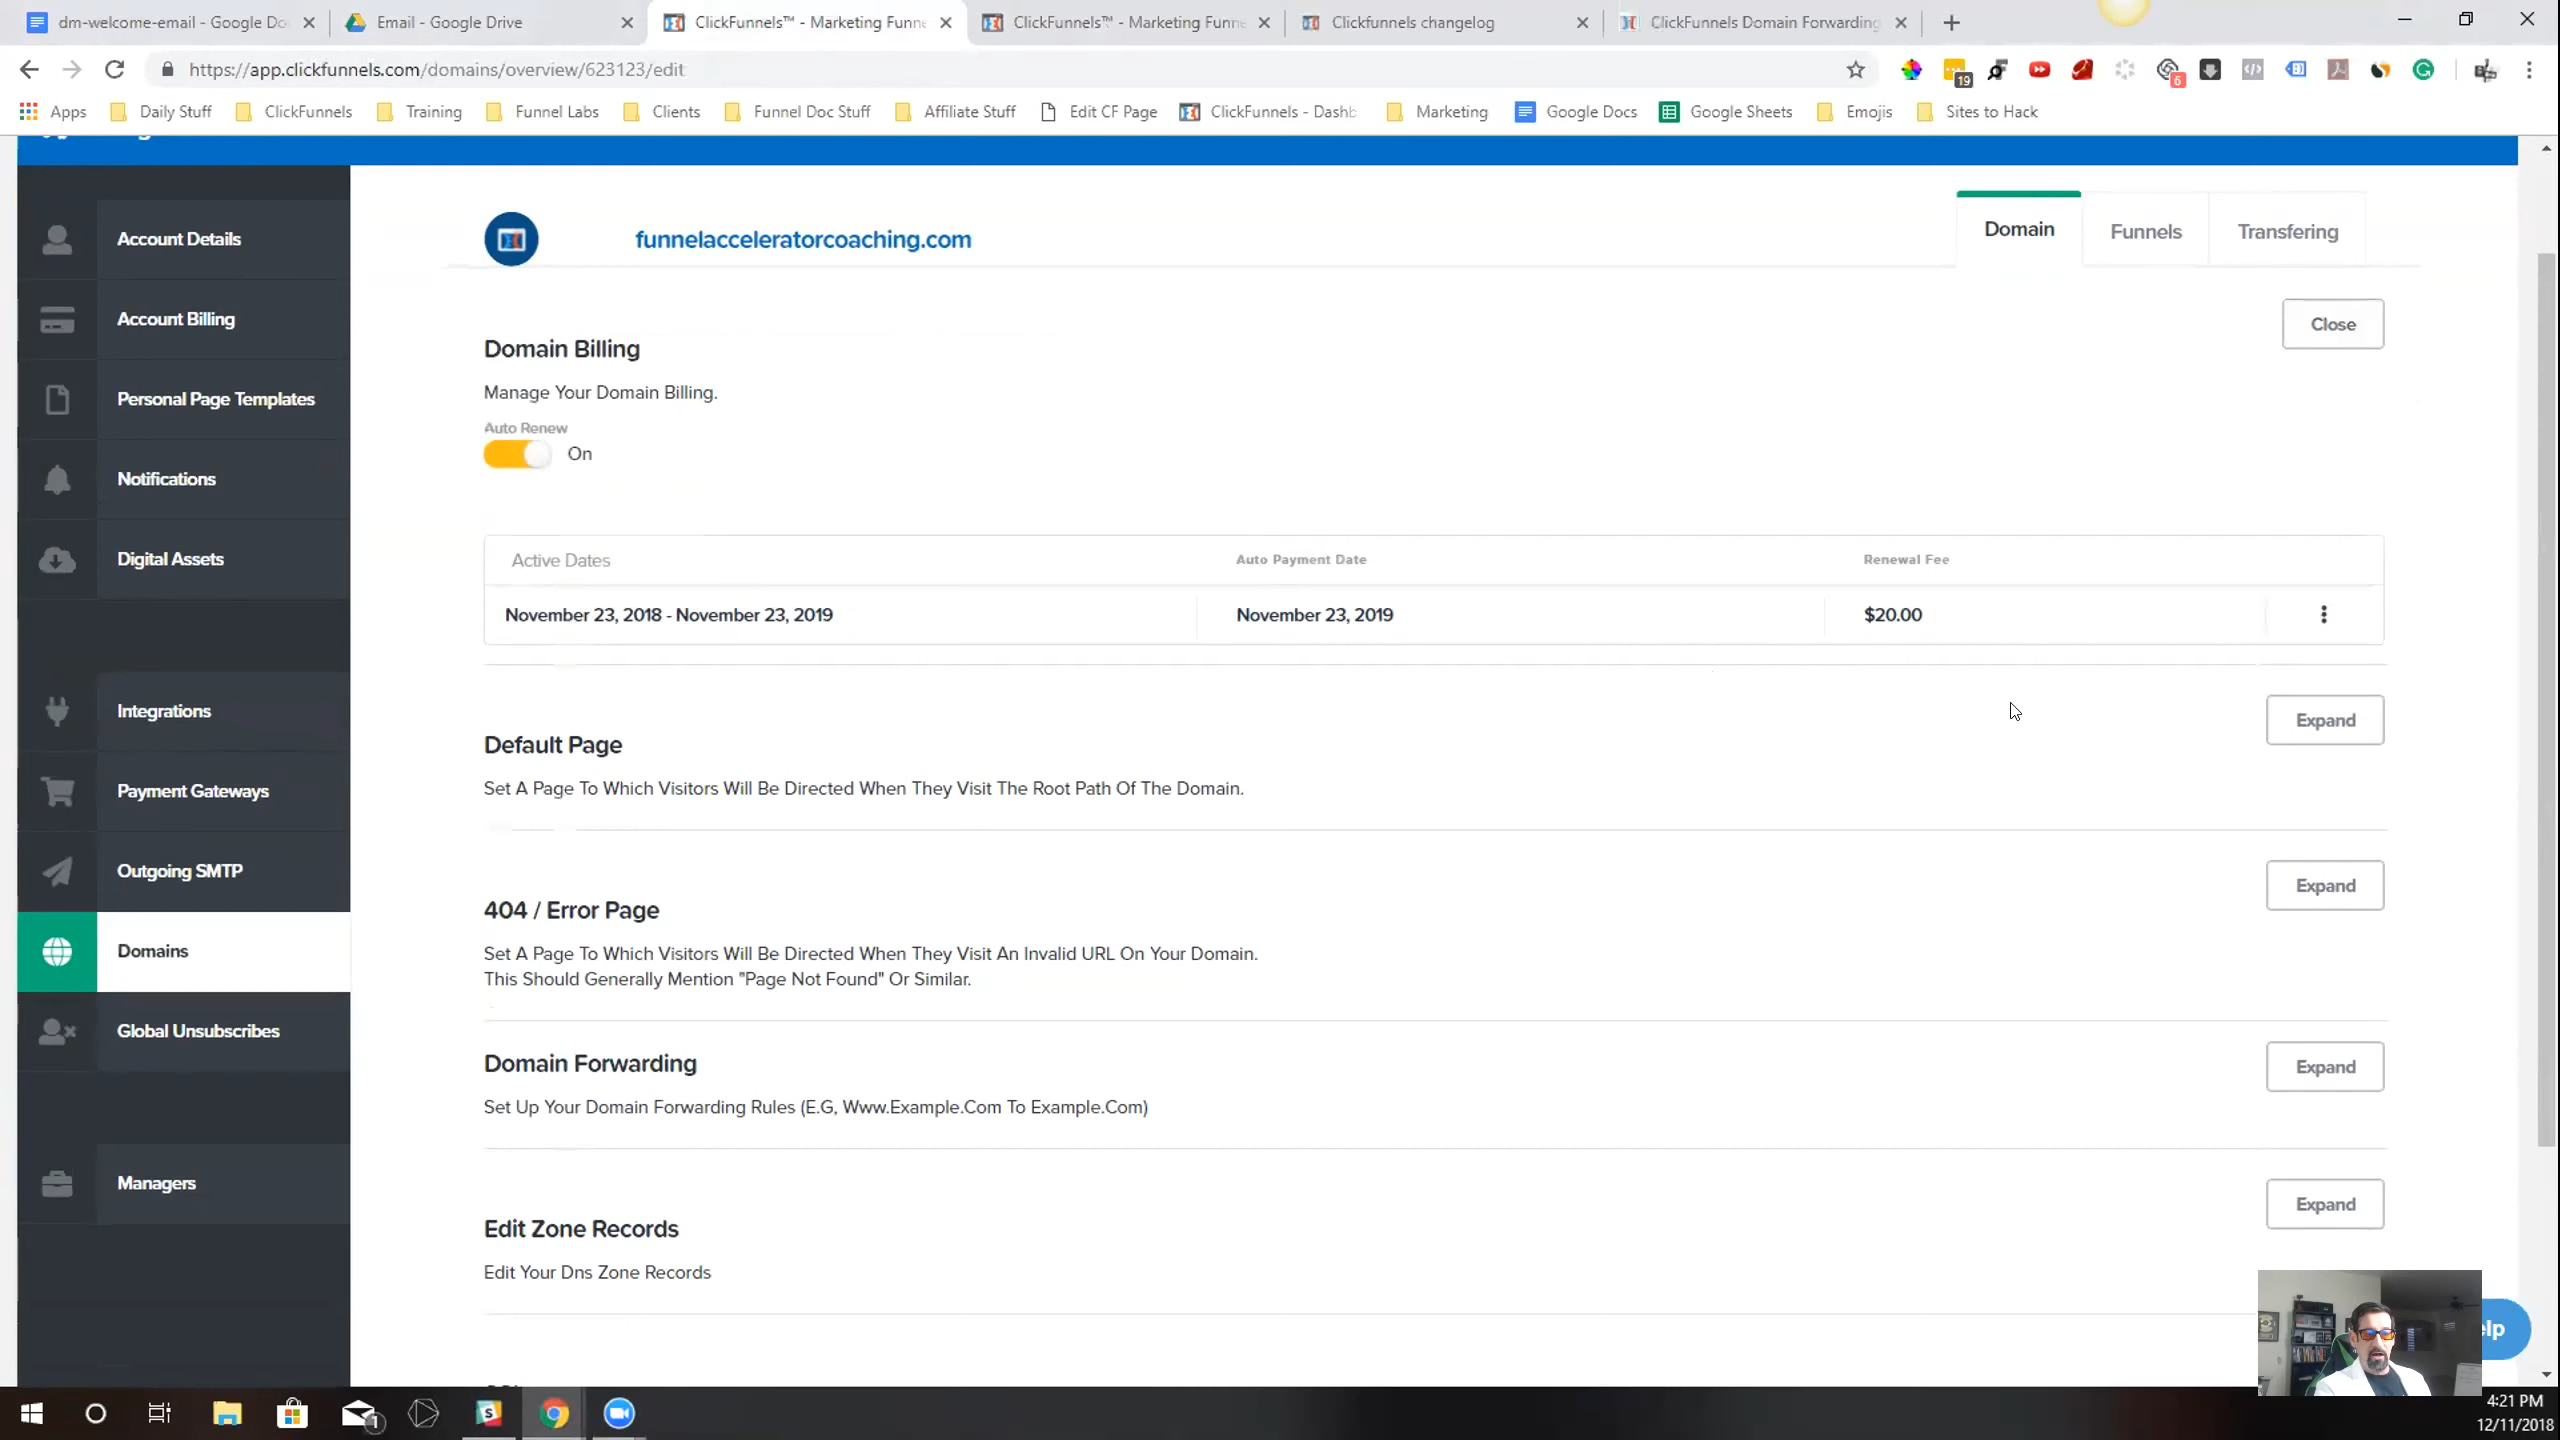 dm-welcome-email - Google Do
Email - Google Drive
ClickFunnels™ - Marketing Funne
ClickFunnels™ - Marketing Funne
Clickfunnels changelog
ClickFunnels Domain Forwarding
https://app.clickfunnels.com/domains/overview/623123/edit
19
6
Apps
Daily Stuff
ClickFunnels
Training
Funnel Labs
Clients
Funnel Doc Stuff
Affiliate Stuff
Edit CF Page
ClickFunnels - Dashb
Marketing
Google Docs
Google Sheets
Emojis
Sites to Hack
Account Details
Account Billing
Personal Page Templates
Notifications
Digital Assets
Integrations
Payment Gateways
Outgoing SMTP
Domains
Global Unsubscribes
Managers
funnelacceleratorcoaching.com
Domain
Funnels
Transfering
Close
Domain Billing
Manage Your Domain Billing.
Auto Renew
On
Active Dates
Auto Payment Date
Renewal Fee
November 23, 2018 - November 23, 2019
November 23, 2019
$20.00
Expand
Default Page
Set A Page To Which Visitors Will Be Directed When They Visit The Root Path Of The Domain.
Expand
404 / Error Page
Set A Page To Which Visitors Will Be Directed When They Visit An Invalid URL On Your Domain.
This Should Generally Mention "Page Not Found" Or Similar.
Expand
Domain Forwarding
Set Up Your Domain Forwarding Rules (E.G, Www.Example.Com To Example.Com)
Expand
Edit Zone Records
Edit Your Dns Zone Records
lp
1
4:21 PM
12/11/2018